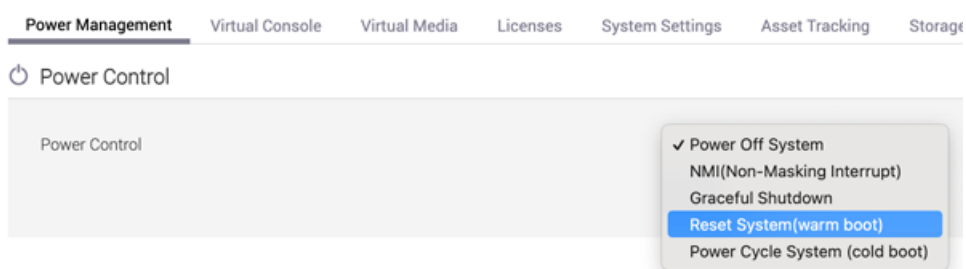 Power Management Virtual Console Virtual Media Licenses System Settings Asset Tracking Storage
Power Control
Power Control
✓ Power Off System
NMI(Non-Masking Interrupt)
Graceful Shutdown
Reset System(warm boot)
Power Cycle System (cold boot)